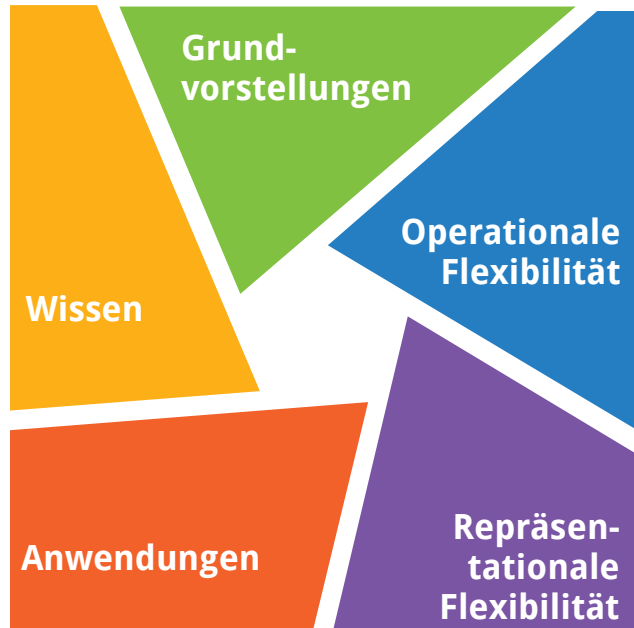 Grund-
vorstellungen
Operationale
Flexibilität
Wissen
Anwendungen
Repräsen-
tationale
Flexibilität